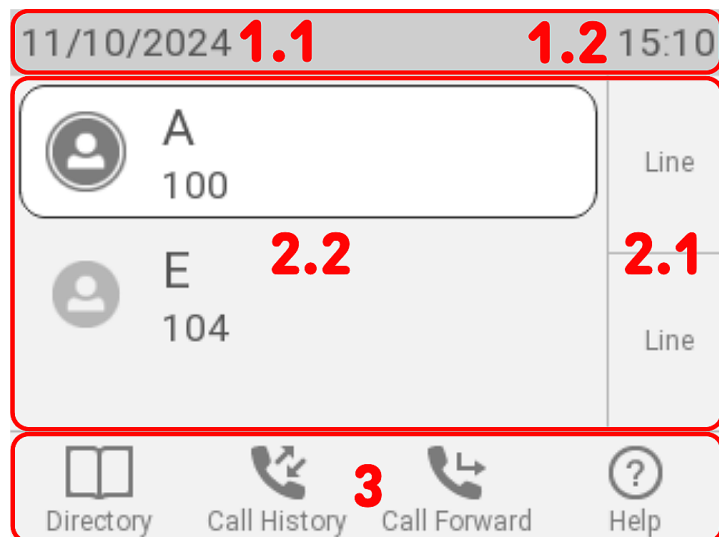 11/10/2024 1.1 1.2 15:10
A
100
Line
2.2 2.1
E
104
Line
3
Directory Call History Call Forward Help